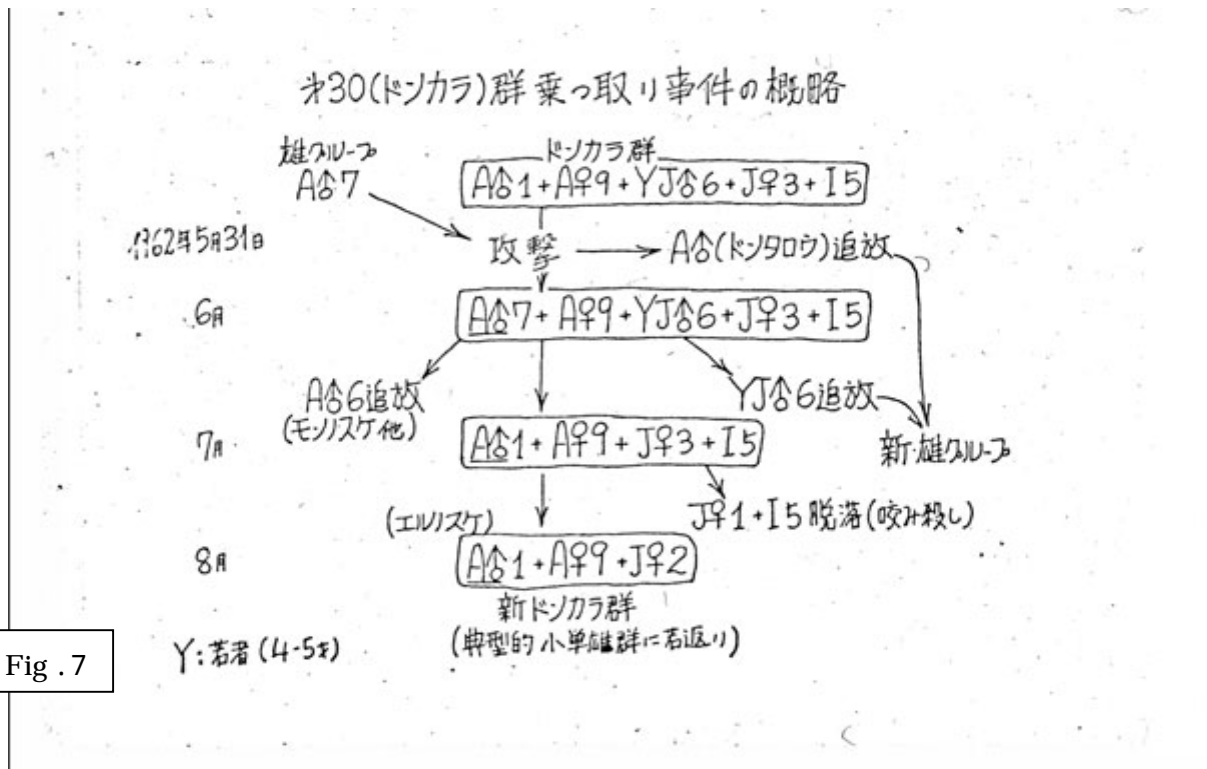 才30(ドンカラ)群乗っ取り事件の概略
雄グループ
A♂7
ドンカラ群
A♂1+A♀9+YJ♂6+J♀3+I5
1962年5月31日
攻撃
A♂(ドンタロウ)追放
6月
A♂7+A♀9+YJ♂6+J♀3+I5
A♂6追放
(モンノスケ他)
YJ♂6追放
7月
A♂1+A♀9+J♀3+I5
新・雄グループ
J♀1+I5脱落(咬み殺し)
(エルノスケ)
8月
A♂1+A♀9+J♀2
新ドンカラ群
(典型的小単雄群に若返り)
Y:若者(4-5才)
Fig . 7